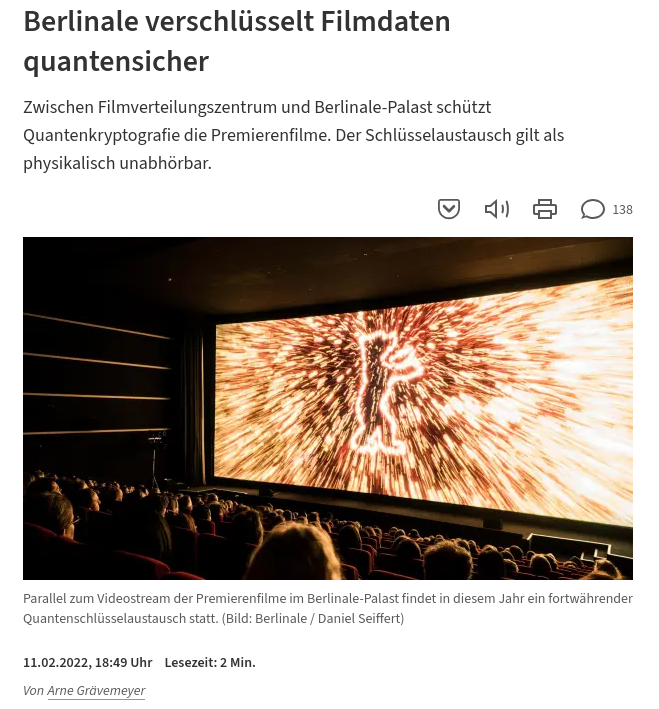 Berlinale verschlüsselt Filmdaten
quantensicher
Zwischen Filmverteilungszentrum und Berlinale-Palast schützt
Quantenkryptografie die Premierenfilme. Der Schlüsselaustausch gilt als
physikalisch unabhörbar.
138
Parallel zum Videostream der Premierenfilme im Berlinale-Palast findet in diesem Jahr ein fortwährender
Quantenschlüsselaustausch statt. (Bild: Berlinale / Daniel Seiffert)
11.02.2022, 18:49 Uhr Lesezeit: 2 Min.
Von Arne Grävemeyer